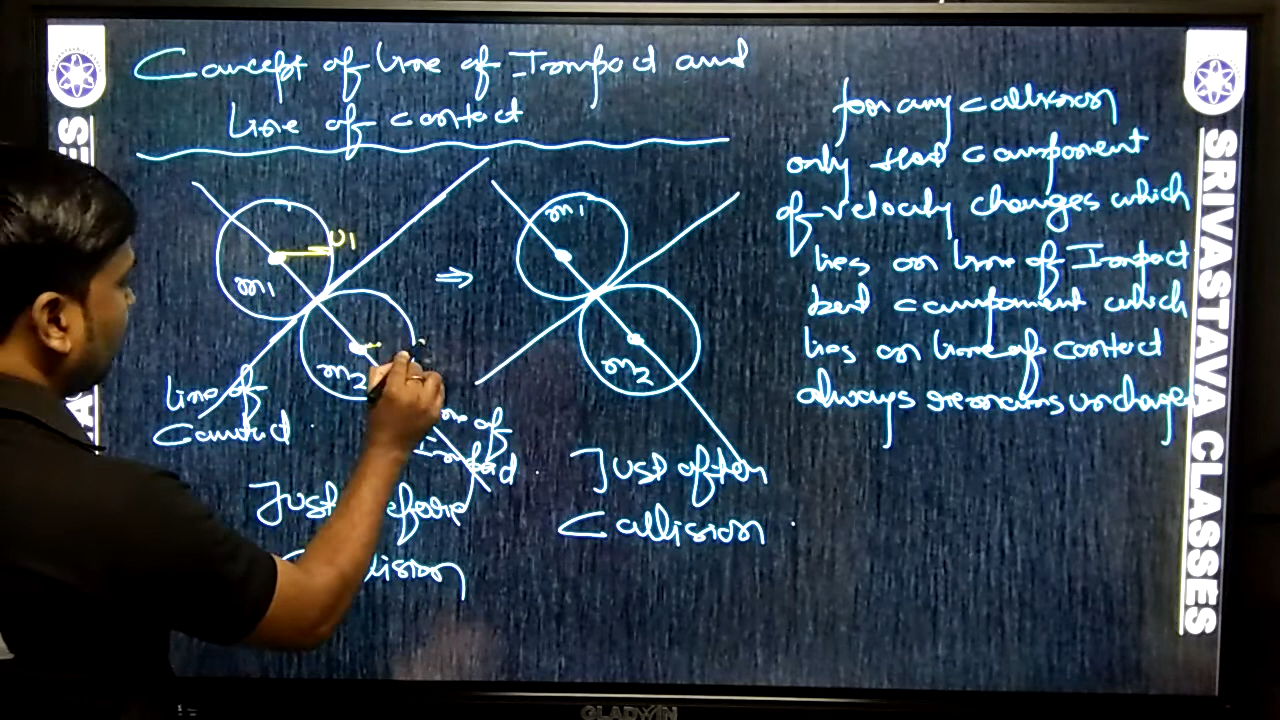 Concept of line of Impact and
Line of contact
for any collision
only that component
of velocity changes which
lies on line of Impact
but component which
lies on line of contact
always remains unchanged
m1
U1
m2
Line of
Contact
Line of
Impact
Just before
Collision
⇒
m1
m2
Just after
Collision
SRIVASTAVA CLASSES
GLADWIN